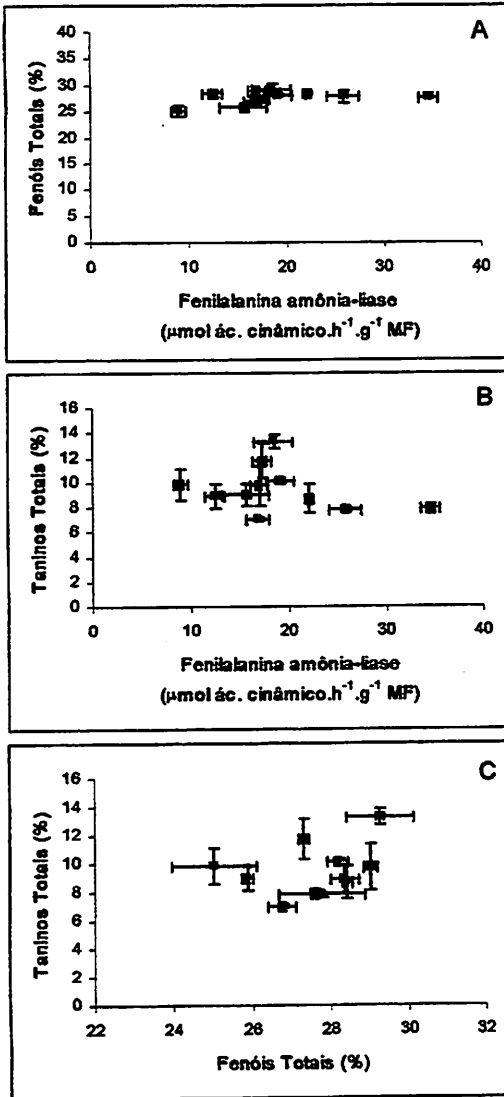 A
40
35
30
25
20
15
10
5
0
Fenóis Totais (%)
0 10 20 30 40
Fenilalanina amônia-liase
(µmol ác. cinâmico.h⁻¹.g⁻¹ MF)
B
16
14
12
10
8
6
4
2
0
Taninos Totais (%)
0 10 20 30 40
Fenilalanina amônia-liase
(µmol ác. cinâmico.h⁻¹.g⁻¹ MF)
C
16
14
12
10
8
6
4
2
0
Taninos Totais (%)
22 24 26 28 30 32
Fenóis Totais (%)